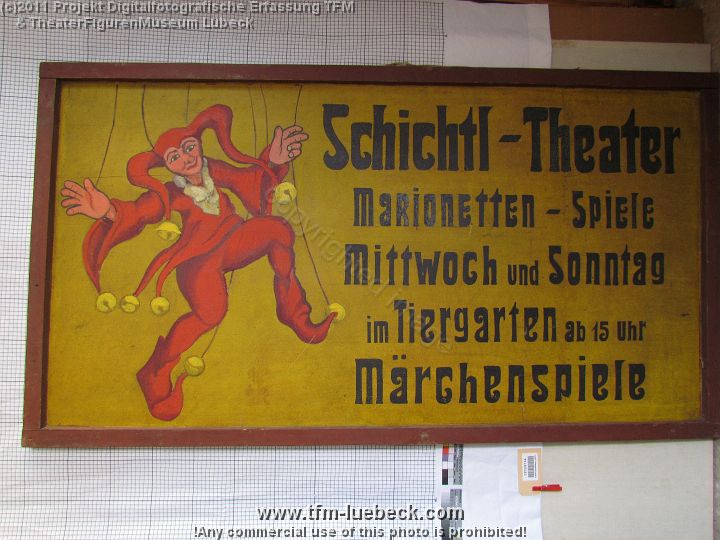 (c)2011 Projekt Digitalfotografische Erfassung TFM
& TheaterFigurenMuseum Lübeck
Schichtl-Theater
Marionetten - Spiele
Mittwoch und Sonntag
im Tiergarten ab 15 Uhr
Märchenspiele
www.tfm-luebeck.com
!Any commercial use of this photo is prohibited!